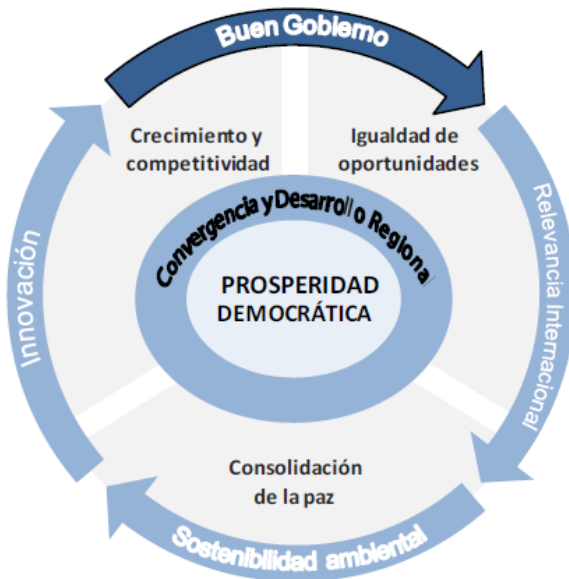 Buen Gobierno
Crecimiento y
competitividad
Igualdad de
oportunidades
Convergencia y Desarrollo Regional
PROSPERIDAD
DEMOCRÁTICA
Innovación
Relevancia Internacional
Consolidación
de la paz
Sostenibilidad ambiental